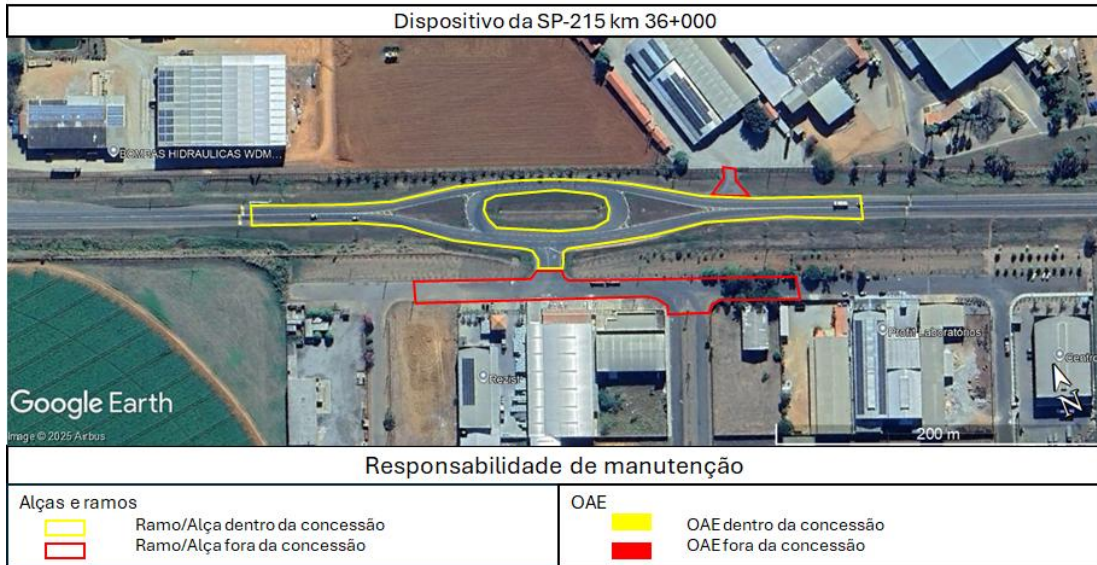 Dispositivo da SP-215 km 36+000
BOMBAS HIDRAULICAS WDM...
Profit Laboratórios
Rezist
Centro
Google Earth
N
Image © 2025 Airbus
200 m
Responsabilidade de manutenção
Alças e ramos
Ramo/Alça dentro da concessão
Ramo/Alça fora da concessão
OAE
OAE dentro da concessão
OAE fora da concessão